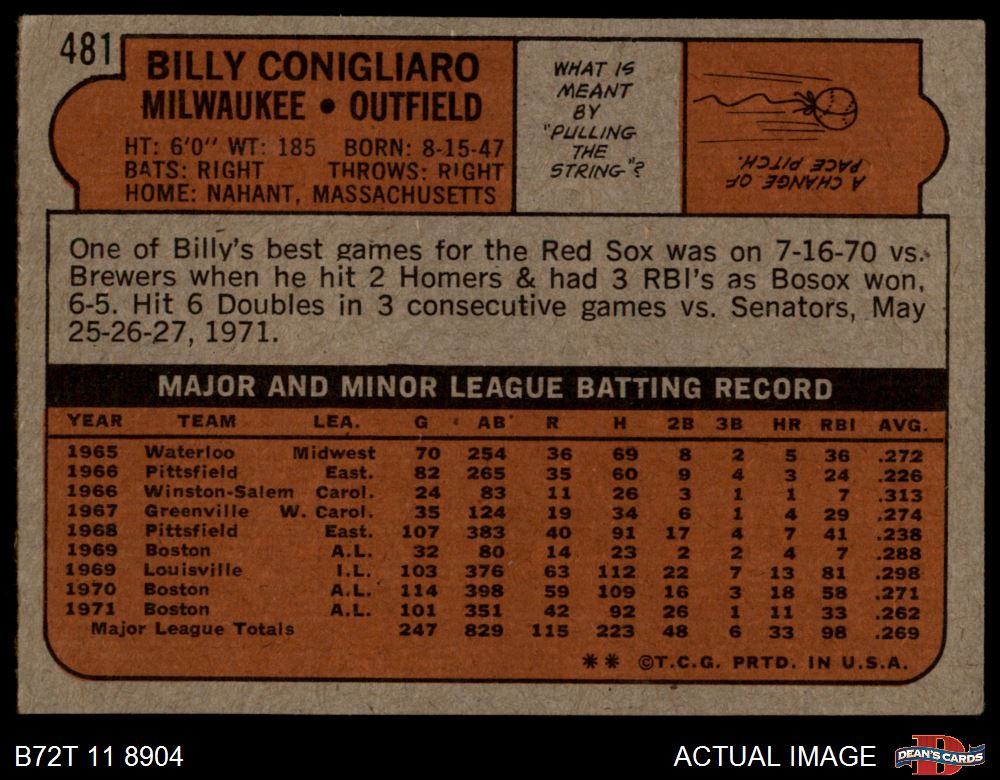 481
BILLY CONIGLIARO
MILWAUKEE • OUTFIELD
HT: 6'0" WT: 185 BORN: 8-15-47
BATS: RIGHT THROWS: RIGHT
HOME: NAHANT, MASSACHUSETTS
WHAT IS
MEANT
BY
"PULLING
THE
STRING"?
A CHANGE OF
PACE PITCH.
One of Billy's best games for the Red Sox was on 7-16-70 vs.
Brewers when he hit 2 Homers & had 3 RBI's as Bosox won,
6-5. Hit 6 Doubles in 3 consecutive games vs. Senators, May
25-26-27, 1971.
MAJOR AND MINOR LEAGUE BATTING RECORD
YEAR TEAM LEA. G AB R H 2B 3B HR RBI AVG.
1965 Waterloo Midwest 70 254 36 69 8 2 5 36 .272
1966 Pittsfield East. 82 265 35 60 9 4 3 24 .226
1966 Winston-Salem Carol. 24 83 11 26 3 1 1 7 .313
1967 Greenville W. Carol. 35 124 19 34 6 1 4 29 .274
1968 Pittsfield East. 107 383 40 91 17 4 7 41 .238
1969 Boston A.L. 32 80 14 23 2 2 4 7 .288
1969 Louisville I.L. 103 376 63 112 22 7 13 81 .298
1970 Boston A.L. 114 398 59 109 16 3 18 58 .271
1971 Boston A.L. 101 351 42 92 26 1 11 33 .262
Major League Totals 247 829 115 223 48 6 33 98 .269
** ©T.C.G. PRTD. IN U.S.A.
B72T 11 8904
ACTUAL IMAGE
D
DEAN'S CARDS